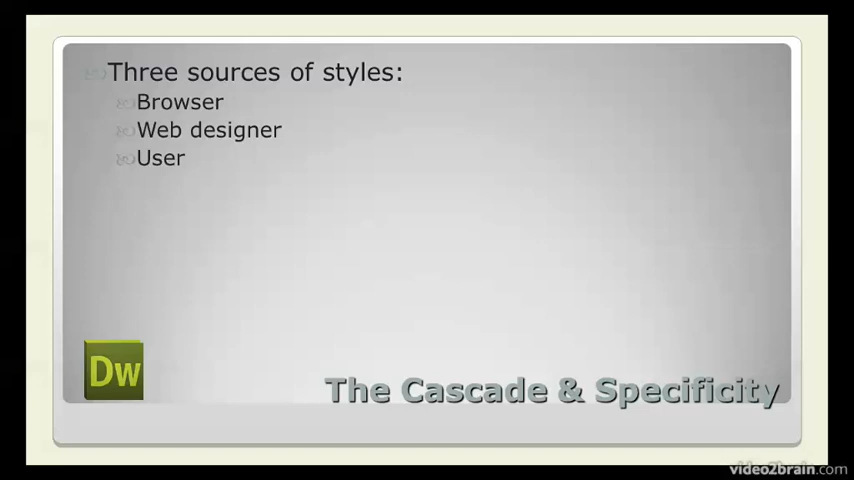 Three sources of styles:
Browser
Web designer
User
Dw
The Cascade & Specificity
video2brain.com